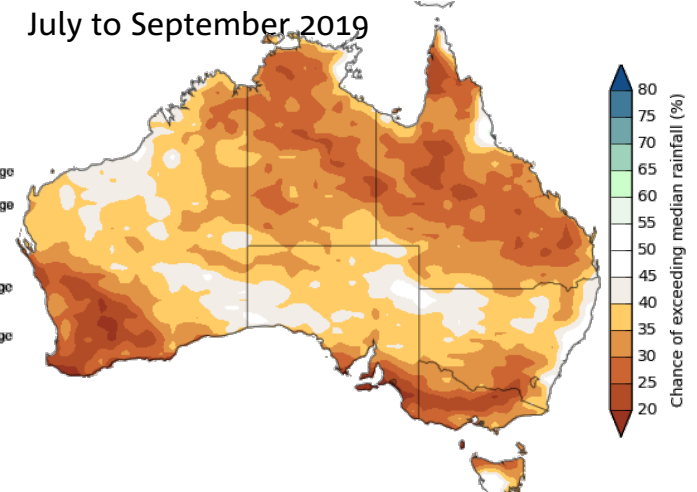 July to September 2019
80
75
70
65
60
55
50
45
40
35
30
25
20
Chance of exceeding median rainfall (%)
ge
ge
ge
ge